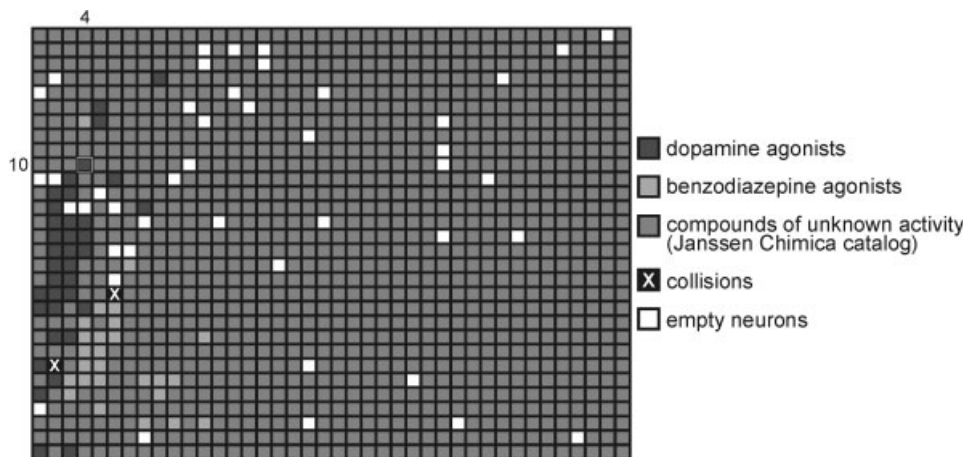 4
10
dopamine agonists
benzodiazepine agonists
compounds of unknown activity
(Janssen Chimica catalog)
X collisions
empty neurons
X
X